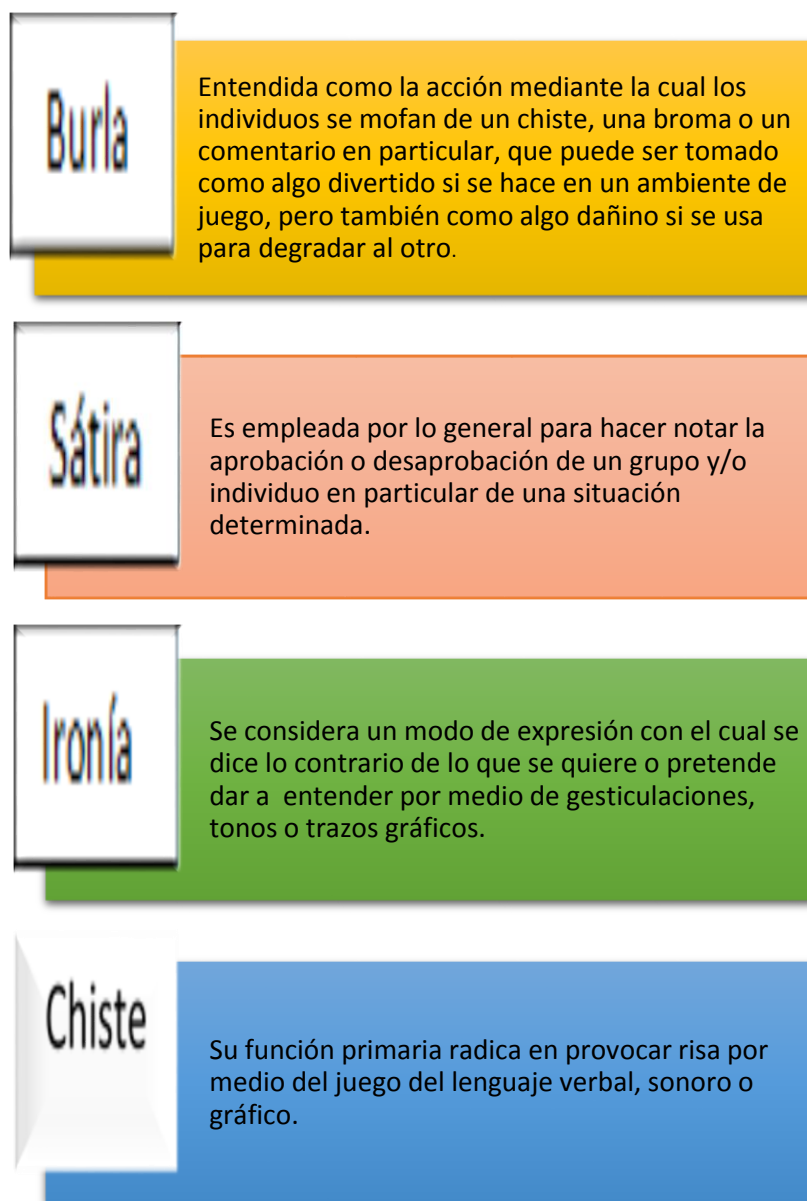 Burla
Entendida como la acción mediante la cual los
individuos se mofan de un chiste, una broma o un
comentario en particular, que puede ser tomado
como algo divertido si se hace en un ambiente de
juego, pero también como algo dañino si se usa
para degradar al otro.
Sátira
Es empleada por lo general para hacer notar la
aprobación o desaprobación de un grupo y/o
individuo en particular de una situación
determinada.
Ironía
Se considera un modo de expresión con el cual se
dice lo contrario de lo que se quiere o pretende
dar a  entender por medio de gesticulaciones,
tonos o trazos gráficos.
Chiste
Su función primaria radica en provocar risa por
medio del juego del lenguaje verbal, sonoro o
gráfico.